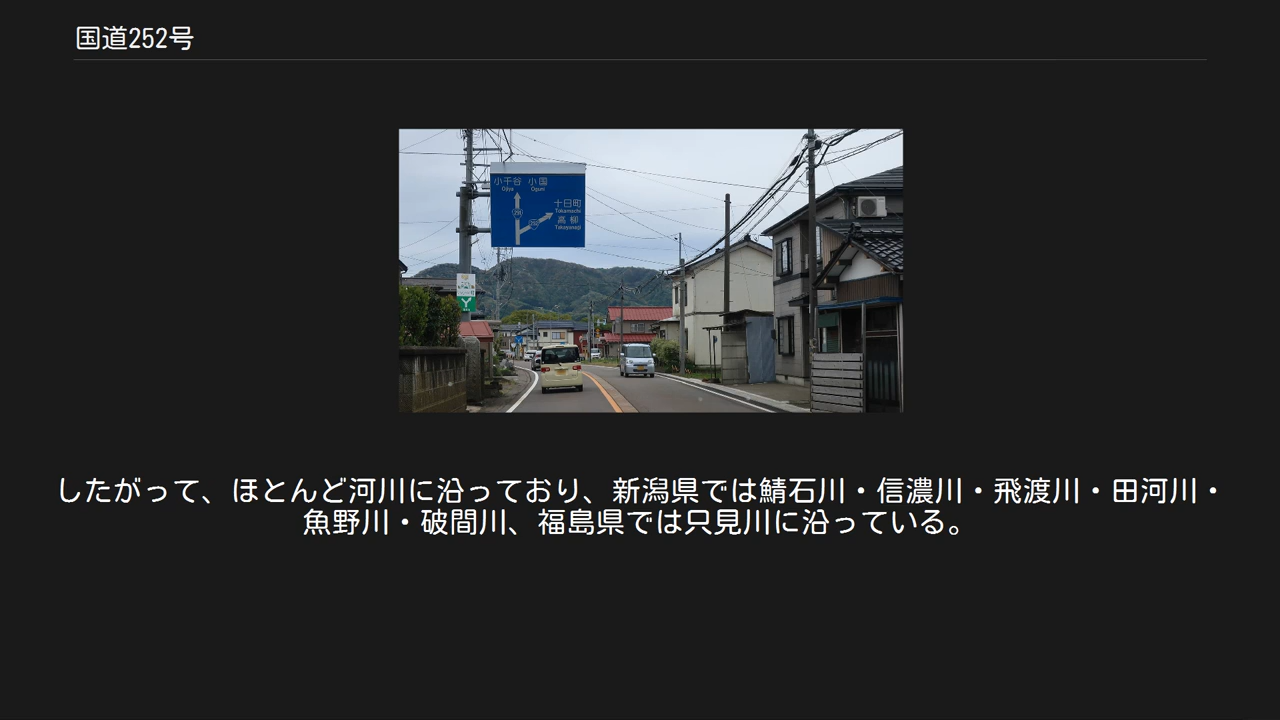 国道252号
小千谷 小国
Ojiya Oguni
十日町
Tokamachi
高柳
Takayanagi
したがって、ほとんど河川に沿っており、新潟県では鯖石川・信濃川・飛渡川・田河川・
魚野川・破間川、福島県では只見川に沿っている。